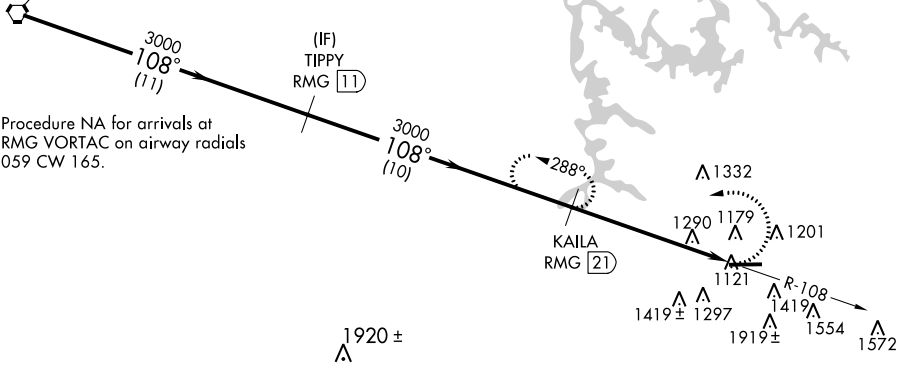 3000
108°
(11)
(IF)
TIPPY
RMG 11
Procedure NA for arrivals at
RMG VORTAC on airway radials
059 CW 165.
3000
108°
(10)
288°
KAILA
RMG 21
1332
1290
1179
1201
1121
R-108
1419 ±
1297
1419
1919 ±
1554
1572
1920 ±